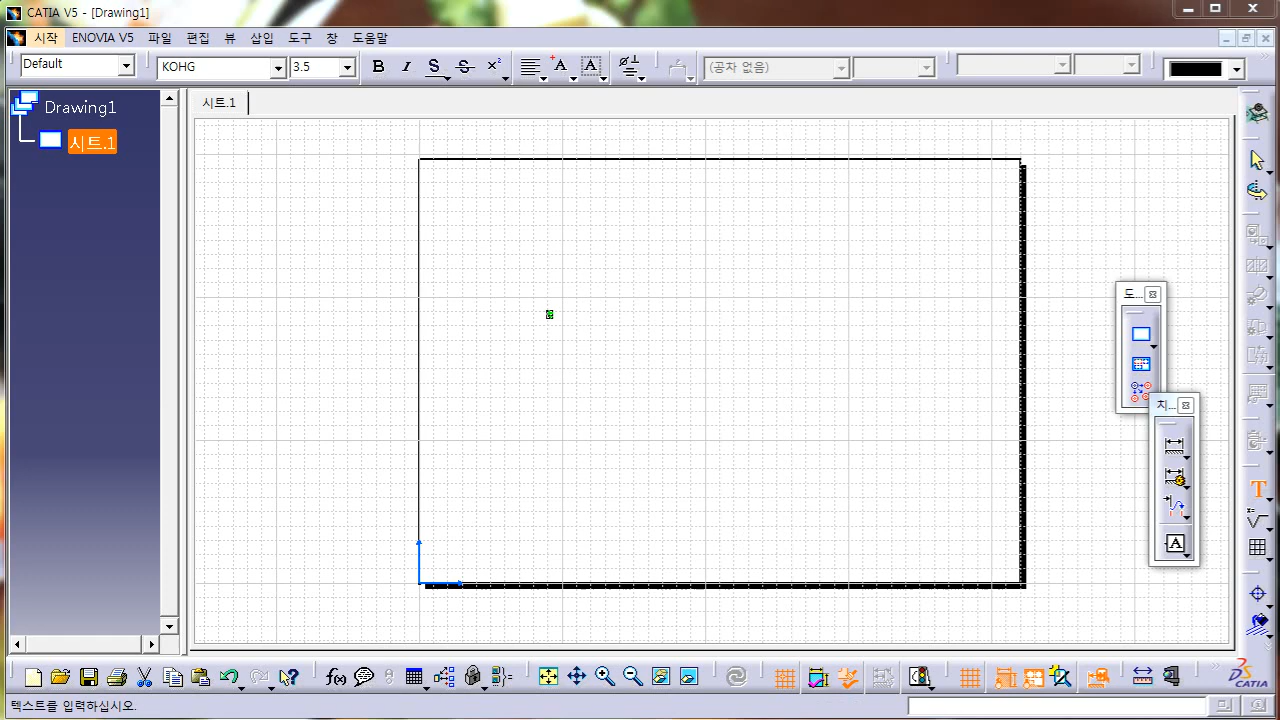 CATIA V5 - [Drawing1]
시작 ENOVIA V5 파일 편집 뷰 삽입 도구 창 도움말
Default KOHG 3.5 B I S S x² A A (공차 없음)
Drawing1
시트.1
시트.1
도...
치...
A
T
f(x)
CATIA
텍스트를 입력하십시오.